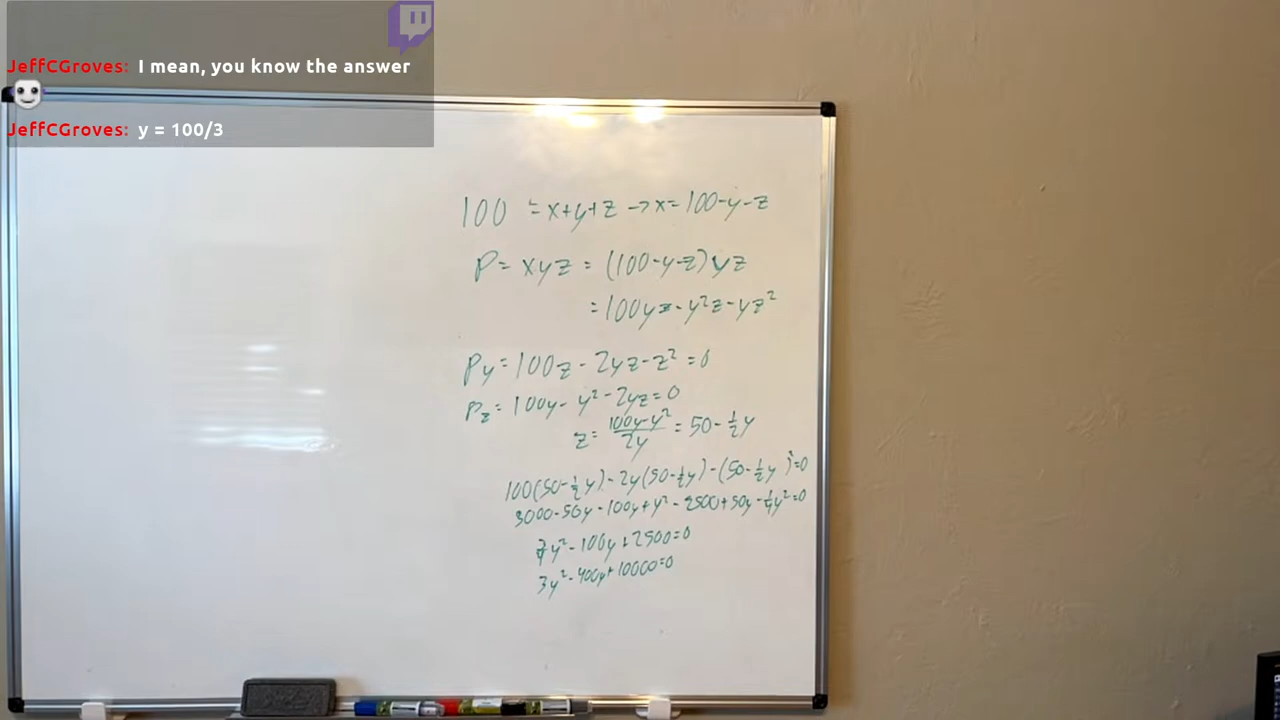 JeffCGroves: I mean, you know the answer
JeffCGroves: y = 100/3
100 = x+y+z → x= 100-y-z
P= xyz = (100-y-z) yz
= 100yz - y²z - yz²
Py = 100z - 2yz - z² = 0
Pz = 100y - y² - 2yz = 0
z = (100y-y²)/2y = 50 - ½y
100(50-½y) - 2y(50-½y) - (50-½y)² = 0
5000-50y-100y+y² - 2500+50y-¼y²=0
¾y² - 100y + 2500 = 0
3y² - 400y + 10000 = 0